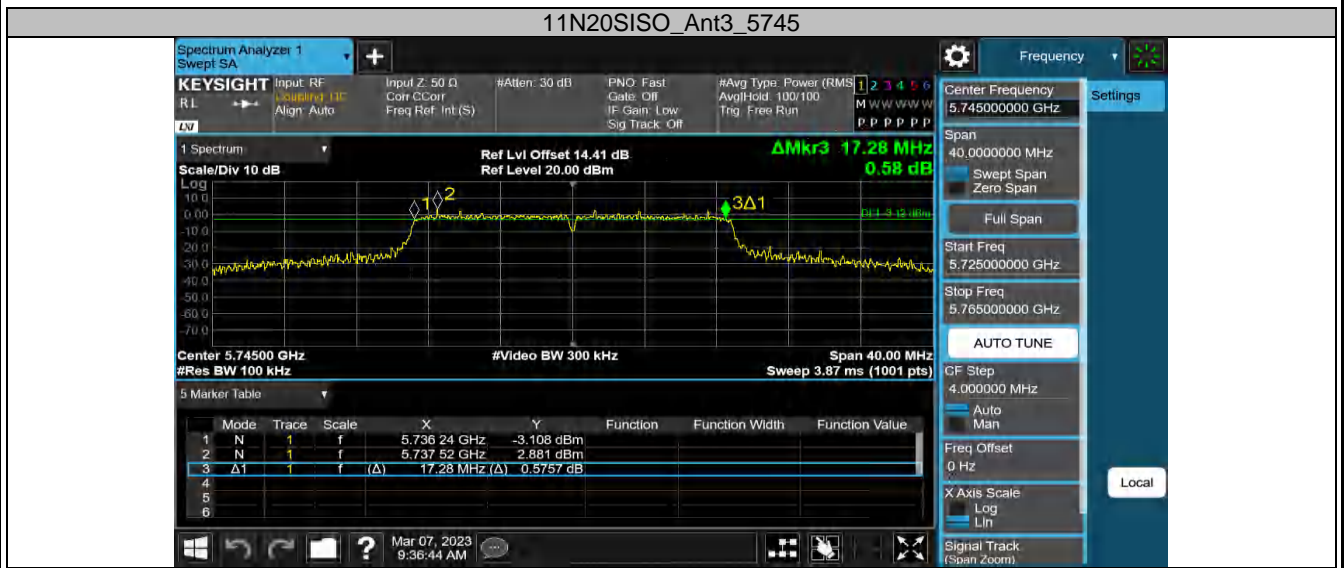 11N20SISO_Ant3_5745
Spectrum Analyzer 1
Swept SA
Frequency
KEYSIGHT
RL
LXI
Input: RF
Coupling: DC
Align: Auto
Input Z: 50 Ω
Corr CCorr
Freq Ref: Int (S)
#Atten: 30 dB
PNO: Fast
Gate: Off
IF Gain: Low
Sig Track: Off
#Avg Type: Power (RMS
Avg|Hold: 100/100
Trig: Free Run
1 2 3 4 5 6
M W W W W W
P P P P P P
Center Frequency
5.745000000 GHz
Settings
Span
40.0000000 MHz
Swept Span
Zero Span
Full Span
Start Freq
5.725000000 GHz
Stop Freq
5.765000000 GHz
AUTO TUNE
CF Step
4.000000 MHz
Auto
Man
Freq Offset
0 Hz
X Axis Scale
Log
Lin
Signal Track
(Span Zoom)
Local
1 Spectrum
Scale/Div 10 dB
Ref Lvl Offset 14.41 dB
Ref Level 20.00 dBm
ΔMkr3 17.28 MHz
0.58 dB
Log
10.0
0.00
-10.0
-20.0
-30.0
-40.0
-50.0
-60.0
-70.0
1
2
3Δ1
DL1 -3.12 dBm
Center 5.74500 GHz
#Res BW 100 kHz
#Video BW 300 kHz
Span 40.00 MHz
Sweep 3.87 ms (1001 pts)
5 Marker Table
Mode Trace Scale X Y Function Function Width Function Value
1 N 1 f 5.736 24 GHz -3.108 dBm
2 N 1 f 5.737 52 GHz 2.881 dBm
3 Δ1 1 f (Δ) 17.28 MHz (Δ) 0.5757 dB
4
5
6
?
Mar 07, 2023
9:36:44 AM